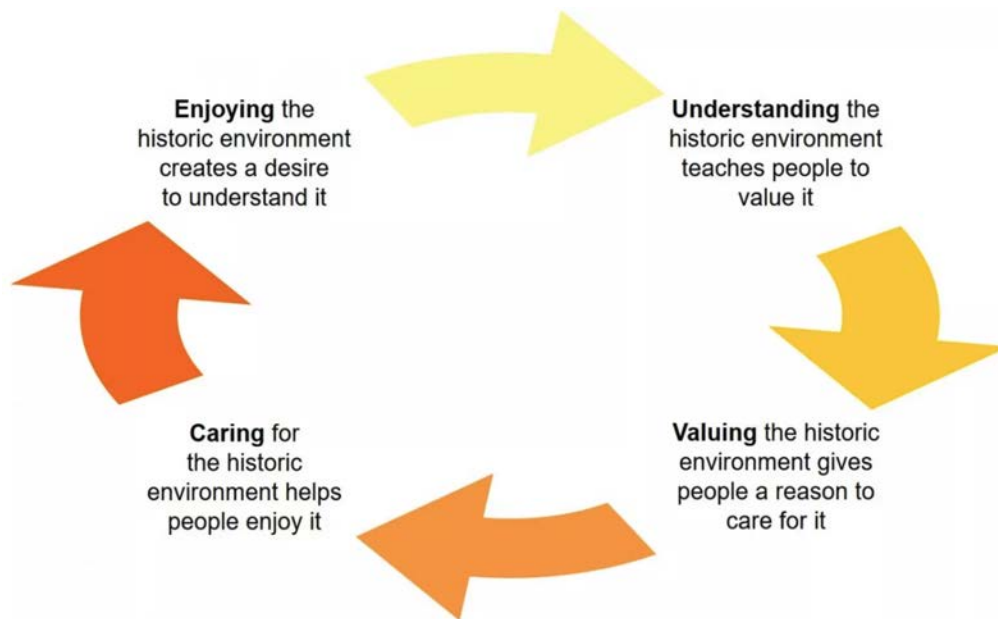 Enjoying the
historic environment
creates a desire
to understand it
Understanding the
historic environment
teaches people to
value it
Valuing the historic
environment gives
people a reason to
care for it
Caring for
the historic
environment helps
people enjoy it